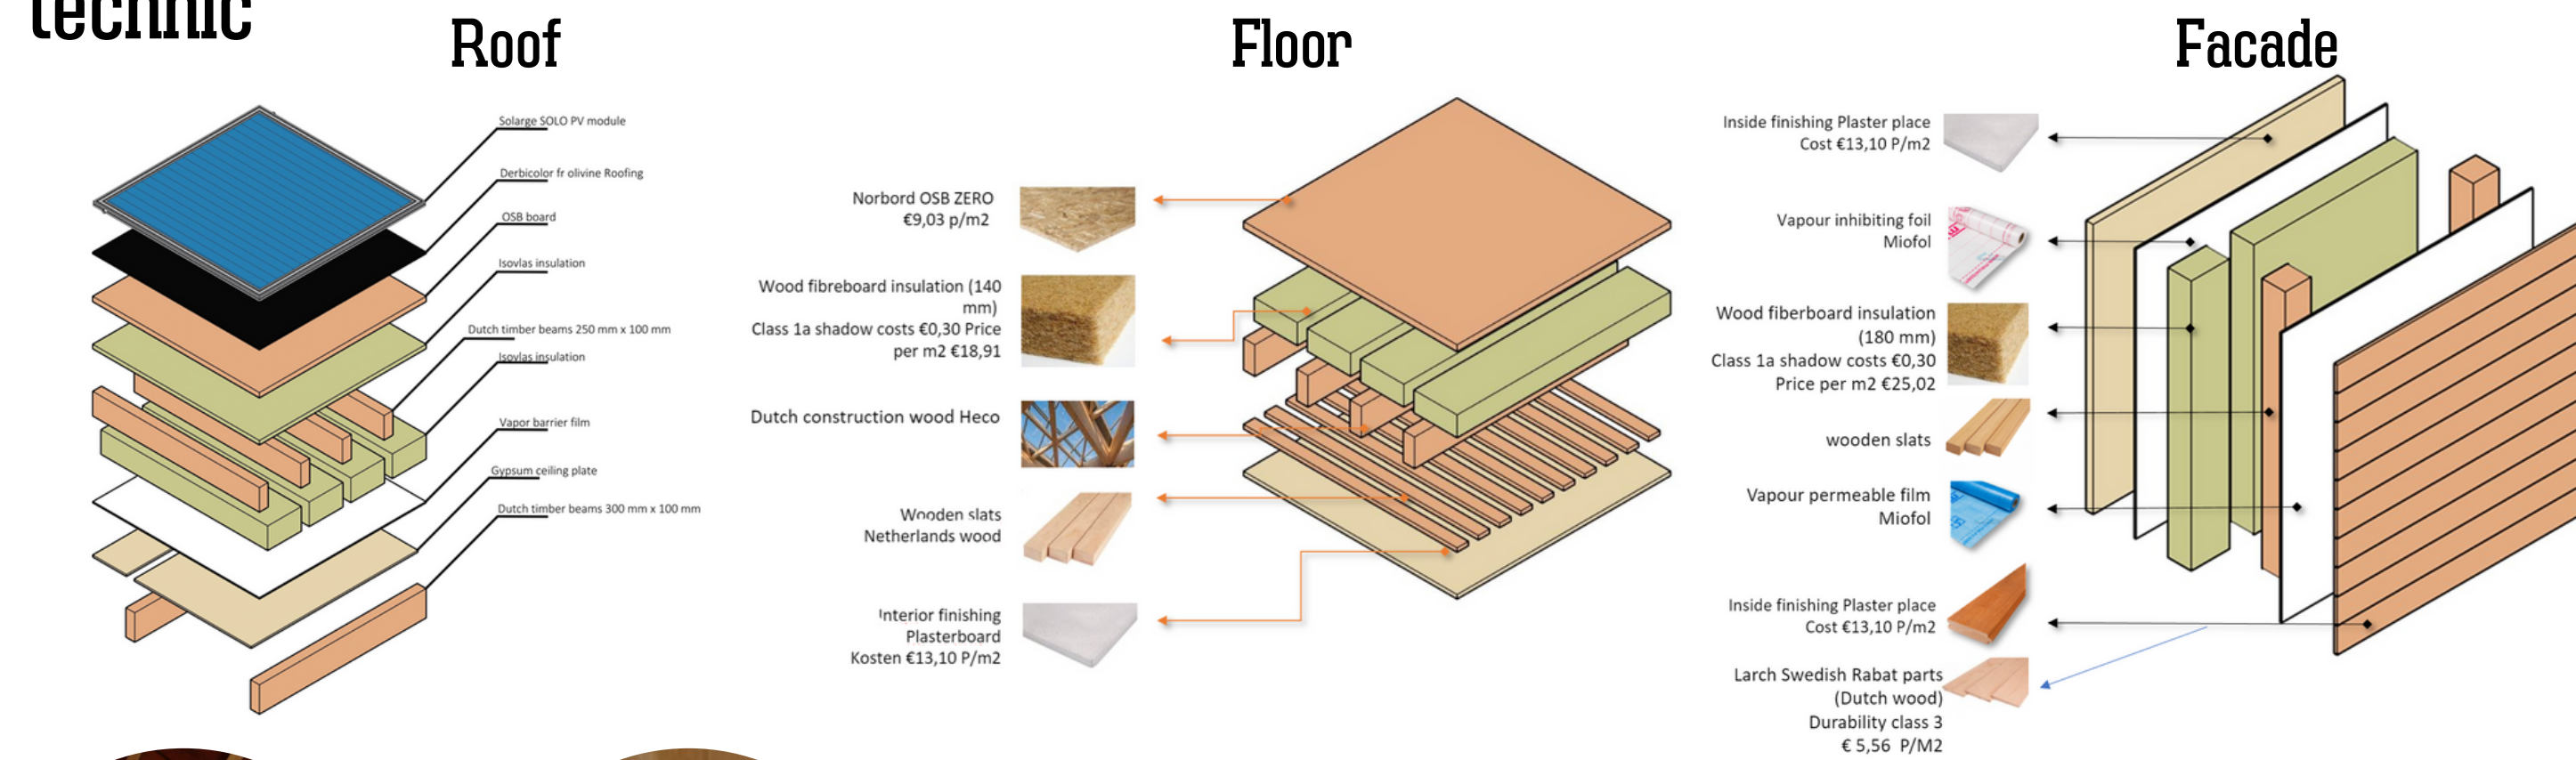 technic
Roof
Solarge SOLO PV module
Derbicolor fr olivine Roofing
OSB board
Isovlas insulation
Dutch timber beams 250 mm x 100 mm
Isovlas insulation
Vapor barrier film
Gypsum ceiling plate
Dutch timber beams 300 mm x 100 mm
Floor
Norbord OSB ZERO
€9,03 p/m2
Wood fibreboard insulation (140
mm)
Class 1a shadow costs €0,30 Price
per m2 €18,91
Dutch construction wood Heco
Wooden slats
Netherlands wood
Interior finishing
Plasterboard
Kosten €13,10 P/m2
Facade
Inside finishing Plaster place
Cost €13,10 P/m2
Vapour inhibiting foil
Miofol
Wood fiberboard insulation
(180 mm)
Class 1a shadow costs €0,30
Price per m2 €25,02
wooden slats
Vapour permeable film
Miofol
Inside finishing Plaster place
Cost €13,10 P/m2
Larch Swedish Rabat parts
(Dutch wood)
Durability class 3
€ 5,56 P/M2